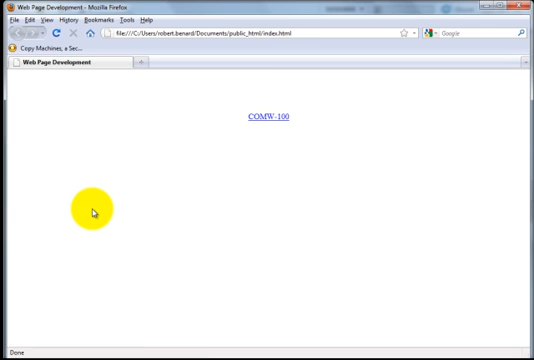 Web Page Development - Mozilla Firefox
File Edit View History Bookmarks Tools Help
file:///C:/Users/robert.benard/Documents/public_html/index.html
Google
Copy Machines, a Sec...
Web Page Development
COMW-100
Done